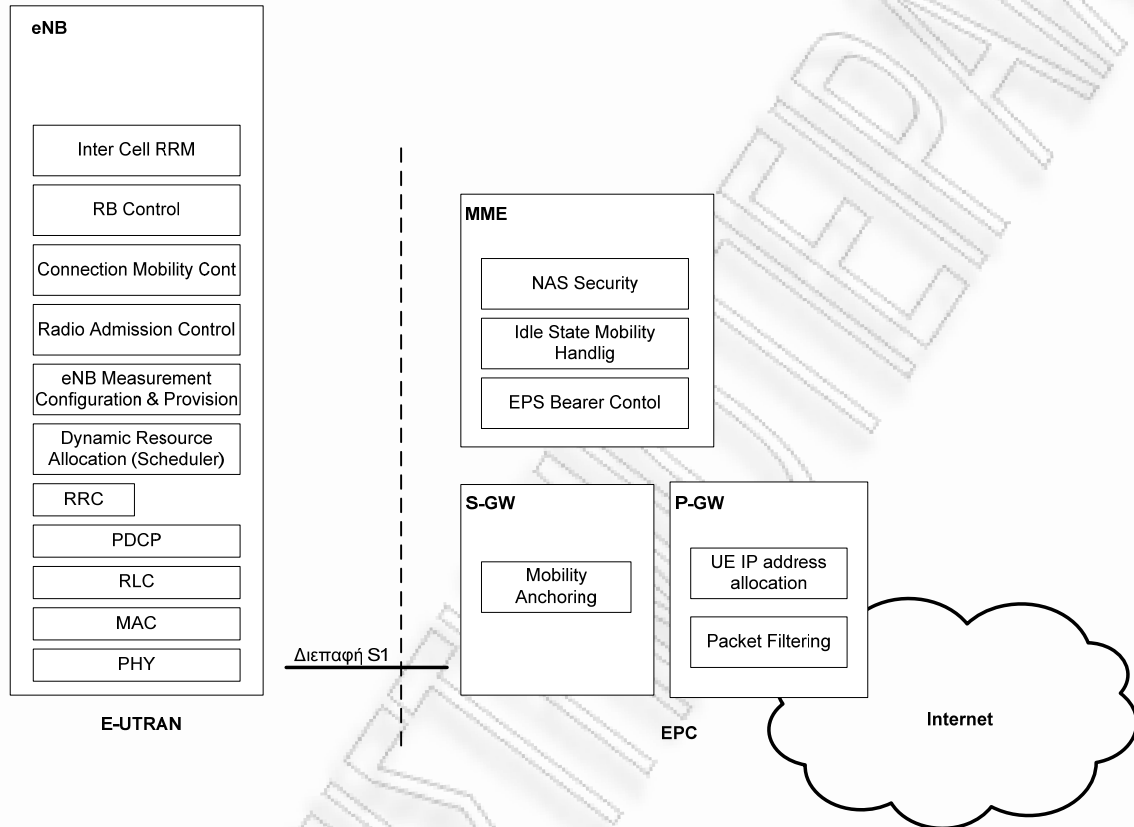 eNB
Inter Cell RRM
RB Control
Connection Mobility Cont
Radio Admission Control
eNB Measurement
Configuration & Provision
Dynamic Resource
Allocation (Scheduler)
RRC
PDCP
RLC
MAC
PHY
E-UTRAN
Διεπαφή S1
MME
NAS Security
Idle State Mobility
Handlig
EPS Bearer Contol
S-GW
Mobility
Anchoring
P-GW
UE IP address
allocation
Packet Filtering
EPC
Internet